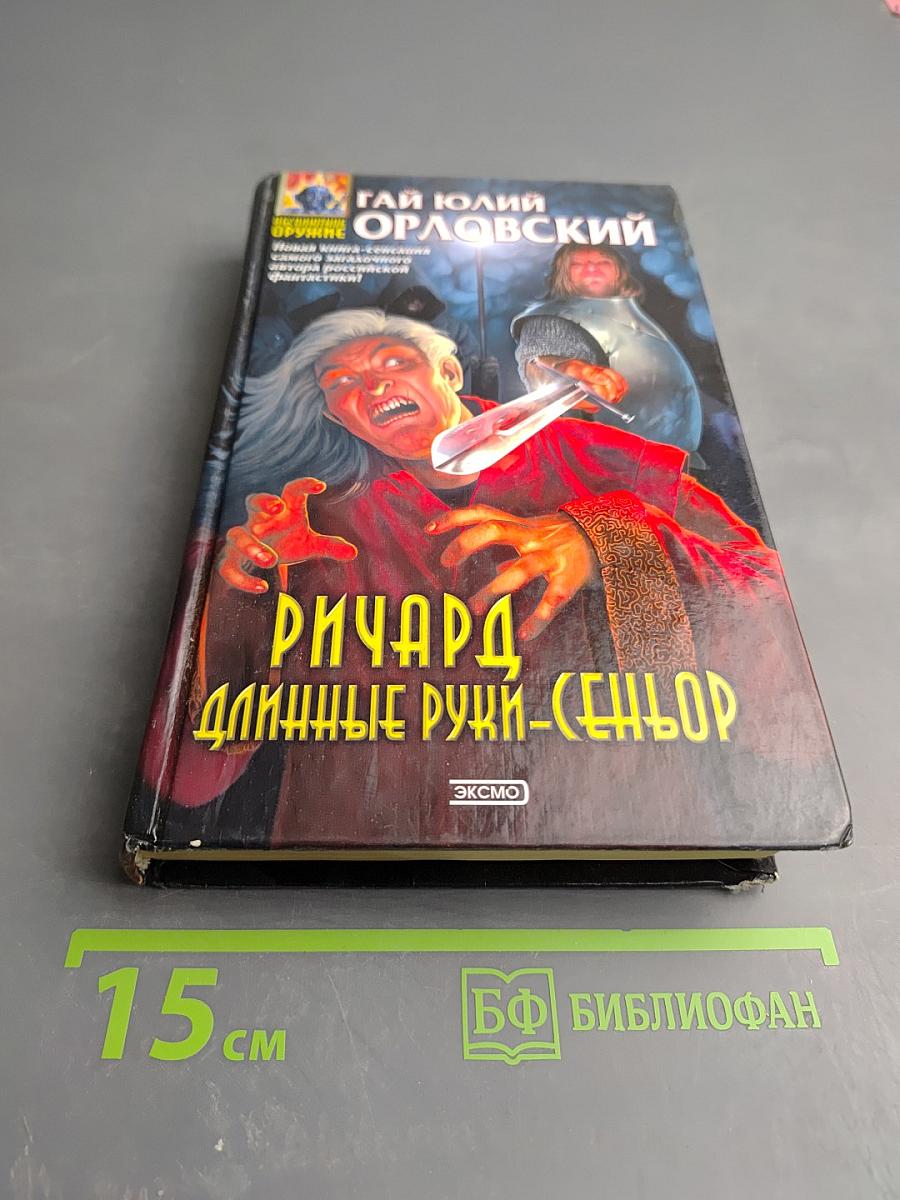 ГАЙ ЮЛИЙ
ОРЛОВСКИЙ
ОРУЖИЕ
Новая книга-сенсация
самого загадочного
автора российской
фантастики!
РИЧАРД
ДЛИННЫЕ РУКИ-СЕНЬОР
ЭКСМО
15 см
БФ БИБЛИОФАН